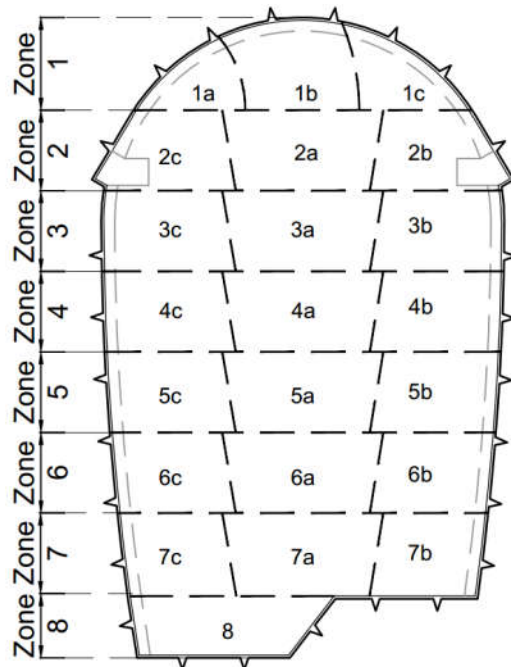 Zone 1
1a 1b 1c
Zone 2
2c 2a 2b
Zone 3
3c 3a 3b
Zone 4
4c 4a 4b
Zone 5
5c 5a 5b
Zone 6
6c 6a 6b
Zone 7
7c 7a 7b
Zone 8
8